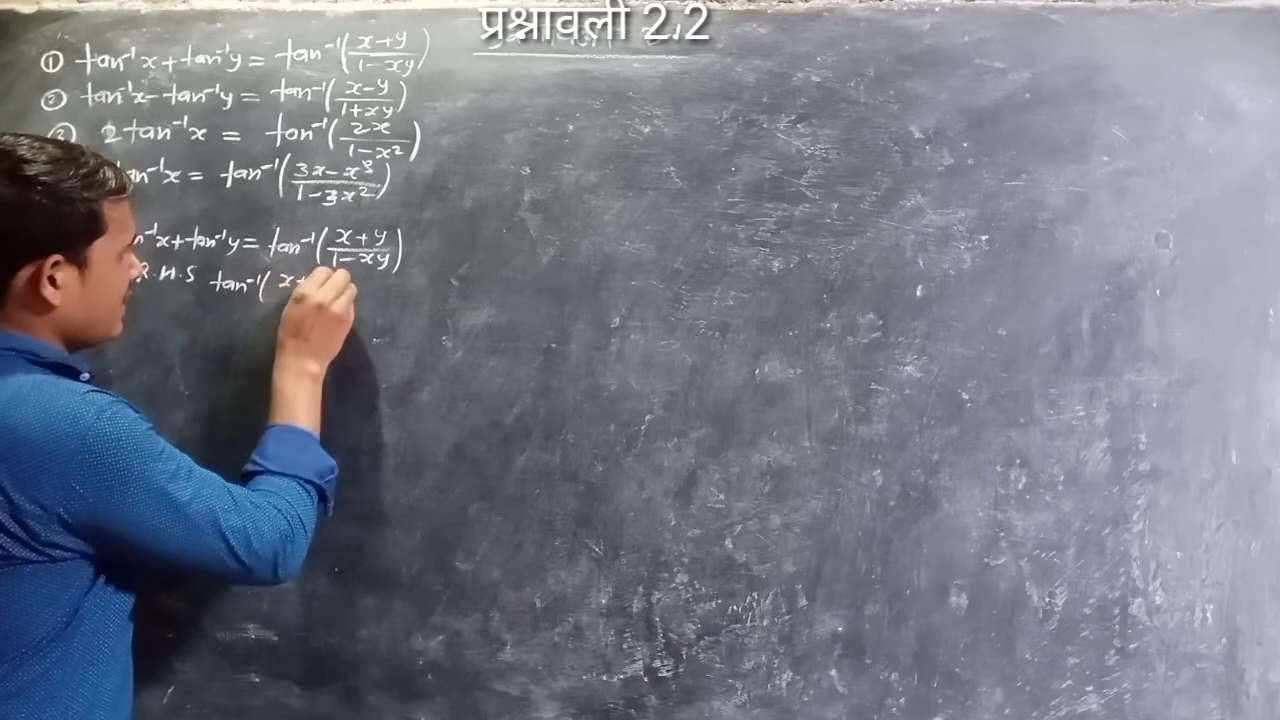 प्रश्नावली 2.2
① tan⁻¹x + tan⁻¹y = tan⁻¹(x+y/1-xy)
② tan⁻¹x - tan⁻¹y = tan⁻¹(x-y/1+xy)
③ 2tan⁻¹x = tan⁻¹(2x/1-x²)
an⁻¹x = tan⁻¹(3x-x³/1-3x²)
n⁻¹x + tan⁻¹y = tan⁻¹(x+y/1-xy)
R.H.S tan⁻¹( x+